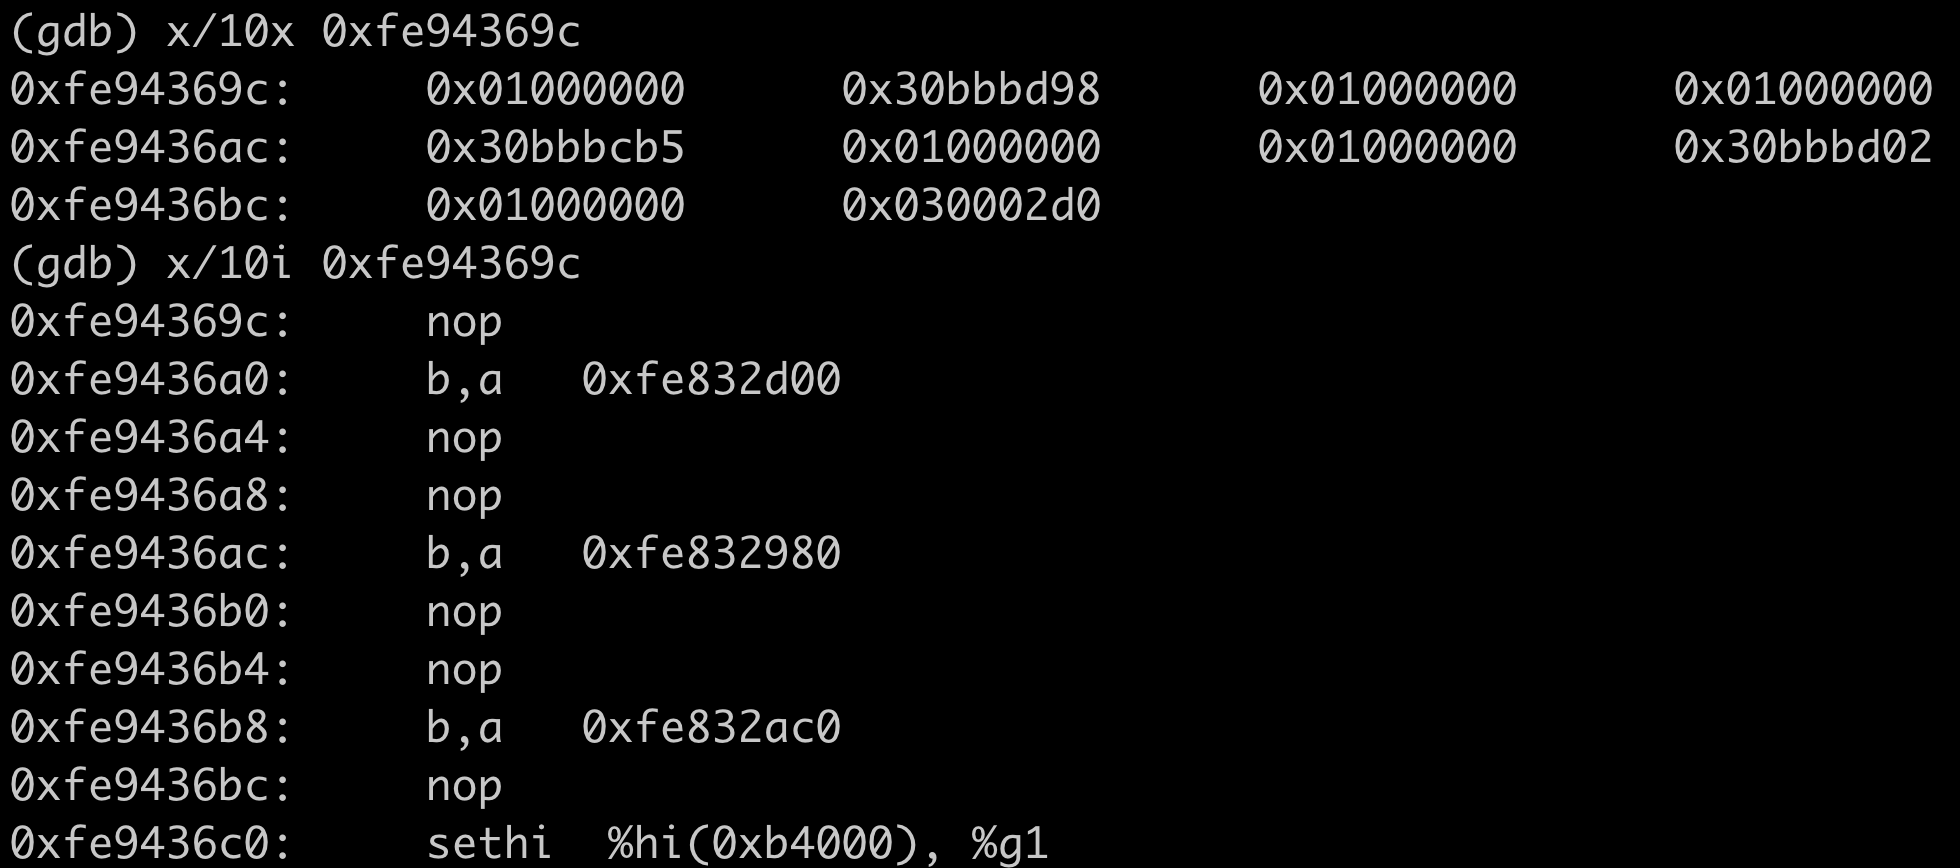 (gdb) x/10x 0xfe94369c
0xfe94369c:     0x01000000      0x30bbbd98      0x01000000      0x01000000
0xfe9436ac:     0x30bbbcb5      0x01000000      0x01000000      0x30bbbd02
0xfe9436bc:     0x01000000      0x030002d0
(gdb) x/10i 0xfe94369c
0xfe94369c:     nop
0xfe9436a0:     b,a   0xfe832d00
0xfe9436a4:     nop
0xfe9436a8:     nop
0xfe9436ac:     b,a   0xfe832980
0xfe9436b0:     nop
0xfe9436b4:     nop
0xfe9436b8:     b,a   0xfe832ac0
0xfe9436bc:     nop
0xfe9436c0:     sethi  %hi(0xb4000), %g1